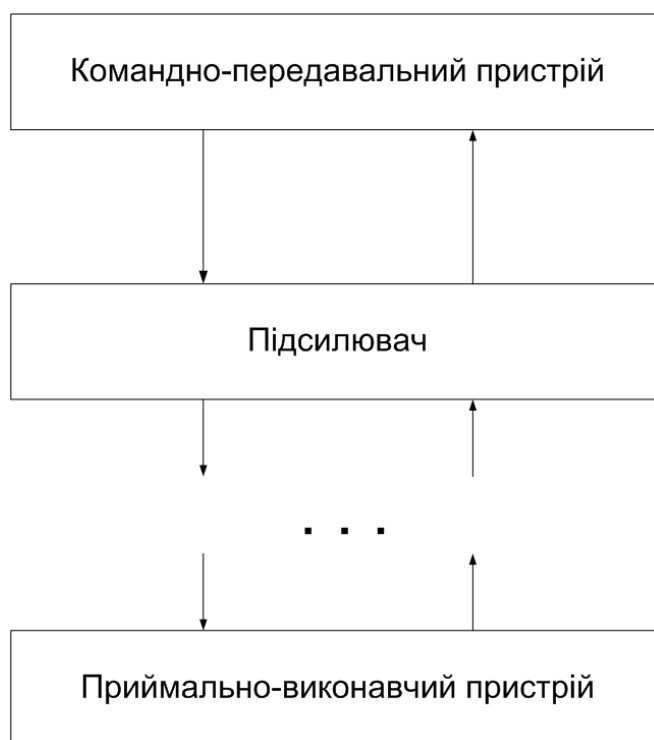 Командно-передавальний пристрій
Підсилювач
. . .
Приймально-виконавчий пристрій